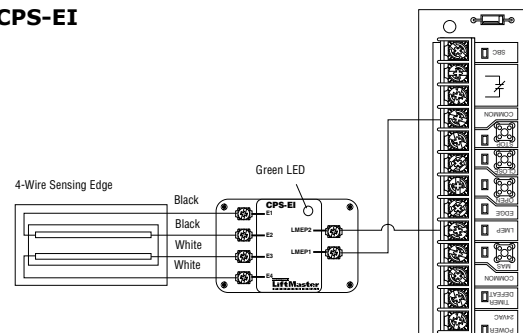 CPS-EI
4-Wire Sensing Edge
Black
Black
White
White
Green LED
CPS-EI
E1
E2
E3
E4
LMEP2
LMEP1
LiftMaster
SBC
COMMON
STOP
CLOSE
OPEN
EDGE
LMEP
MAS
COMMON
TIMER
DEFEAT
24VAC
POWER